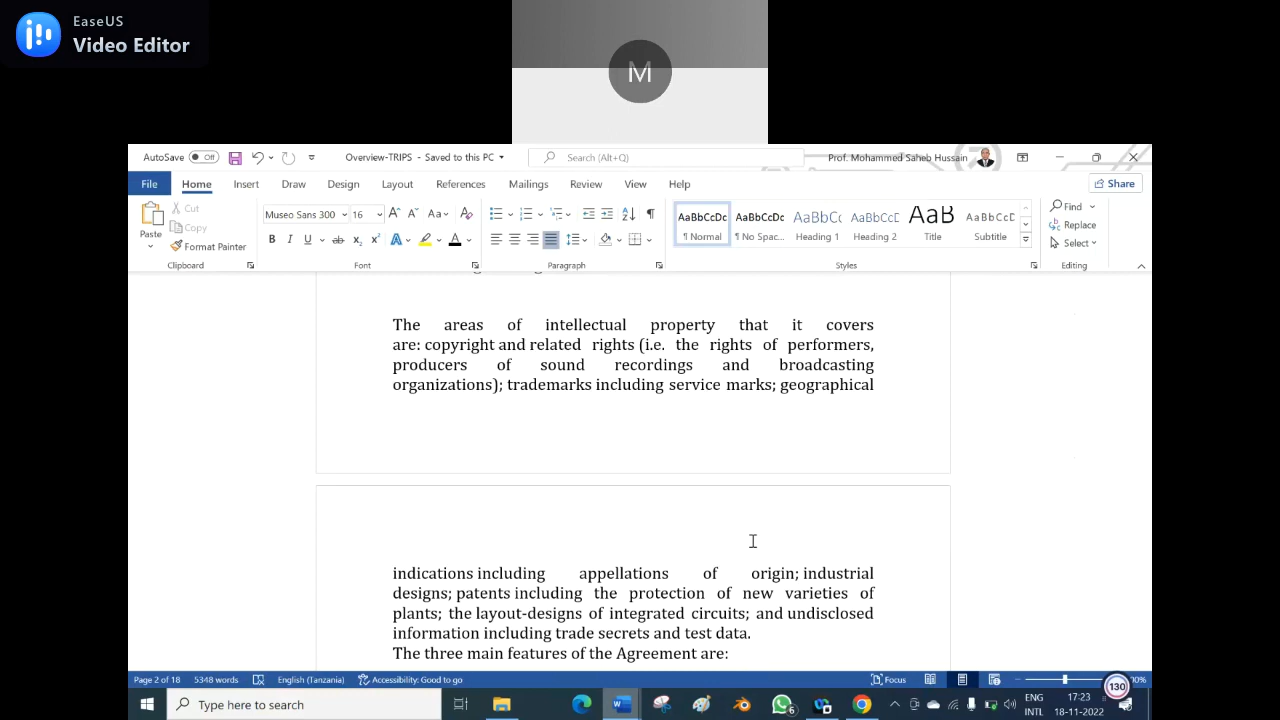 EaseUS
Video Editor
M
AutoSave Off Overview-TRIPS - Saved to this PC Search (Alt+Q) Prof. Mohammed Saheb Hussain
File Home Insert Draw Design Layout References Mailings Review View Help Share
Paste Cut Copy Format Painter
Museo Sans 300 16 A A Aa A
B I U ab x₂ x² A A
AaBbCcDc AaBbCcDc AaBbCc AaBbCcD AaB AaBbCcD
¶ Normal ¶ No Spac... Heading 1 Heading 2 Title Subtitle
Find Replace Select
Clipboard Font Paragraph Styles Editing
The areas of intellectual property that it covers
are: copyright and related rights (i.e. the rights of performers,
producers of sound recordings and broadcasting
organizations); trademarks including service marks; geographical
indications including appellations of origin; industrial
designs; patents including the protection of new varieties of
plants; the layout-designs of integrated circuits; and undisclosed
information including trade secrets and test data.
The three main features of the Agreement are:
Page 2 of 18 5348 words English (Tanzania) Accessibility: Good to go Focus
130
Type here to search 6 ENG INTL 17:23 18-11-2022